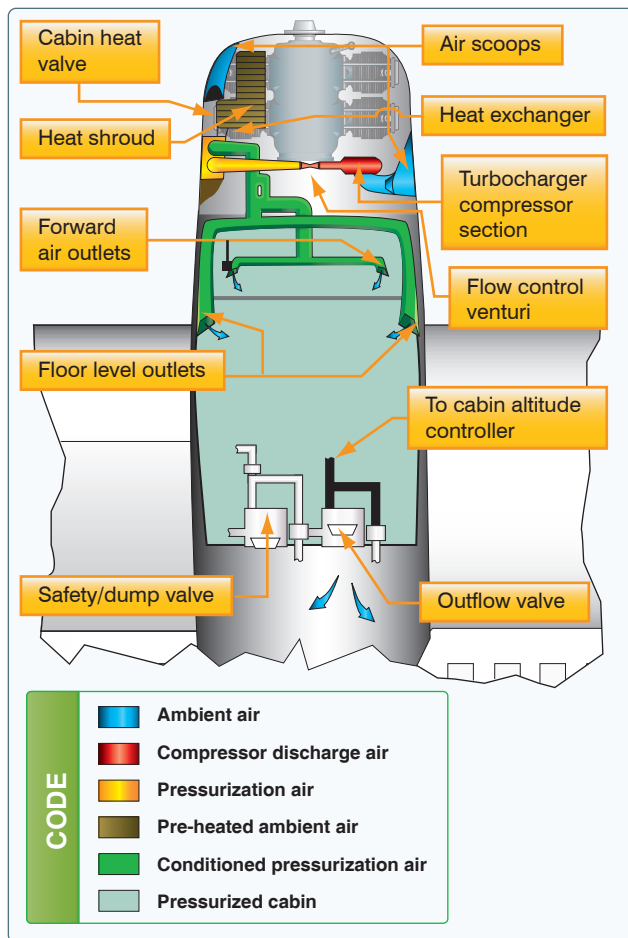 Cabin heat
valve
Air scoops
Heat shroud
Heat exchanger
Turbocharger
compressor
section
Forward
air outlets
Flow control
venturi
Floor level outlets
To cabin altitude
controller
Safety/dump valve
Outflow valve
CODE
Ambient air
Compressor discharge air
Pressurization air
Pre-heated ambient air
Conditioned pressurization air
Pressurized cabin